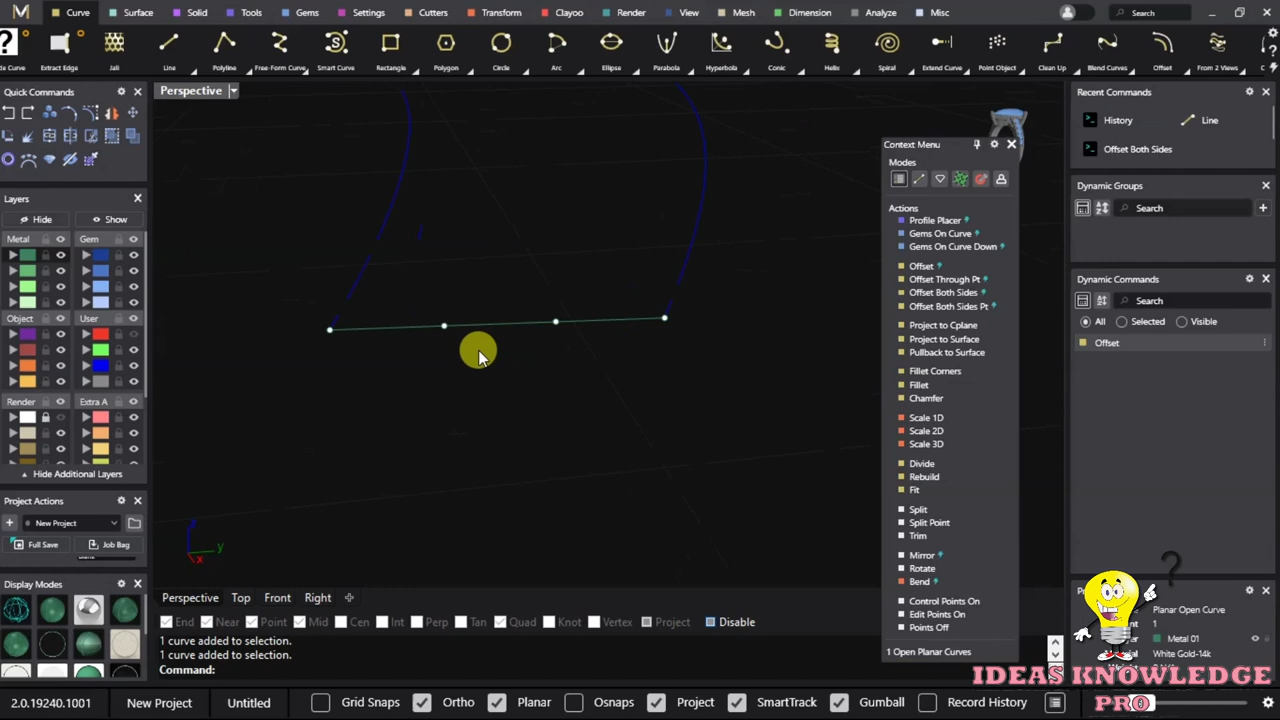 Curve Surface Solid Tools Gems Settings Cutters Transform Clayoo Render View Mesh Dimension Analyze Misc Search
de Curve Extract Edge Jali Line Polyline Free-Form Curve Smart Curve Rectangle Polygon Circle Arc Ellipse Parabola Hyperbola Conic Helix Spiral Extend Curve Point Object Clean Up Blend Curves Offset From 2 Views
Quick Commands
Perspective
Recent Commands
History Line
Offset Both Sides
Context Menu
Modes
Dynamic Groups
Search
Layers
Hide Show
Metal Gem
Object User
Render Extra A
Hide Additional Layers
Actions
Profile Placer
Gems On Curve
Gems On Curve Down
Offset
Offset Through Pt
Offset Both Sides
Offset Both Sides Pt
Project to Cplane
Project to Surface
Pullback to Surface
Fillet Corners
Fillet
Chamfer
Scale 1D
Scale 2D
Scale 3D
Divide
Rebuild
Fit
Split
Split Point
Trim
Mirror
Rotate
Bend
Control Points On
Edit Points On
Points Off
1 Open Planar Curves
Dynamic Commands
Search
All Selected Visible
Offset
Project Actions
New Project
Full Save Job Bag
Display Modes
z
y
x
Perspective Top Front Right
End Near Point Mid Cen Int Perp Tan Quad Knot Vertex Project Disable
1 curve added to selection.
1 curve added to selection.
Command:
Planar Open Curve
1
Metal 01
White Gold-14k
IDEAS KNOWLEDGE
PRO
2.0.19240.1001 New Project Untitled Grid Snaps Ortho Planar Osnaps Project SmartTrack Gumball Record History